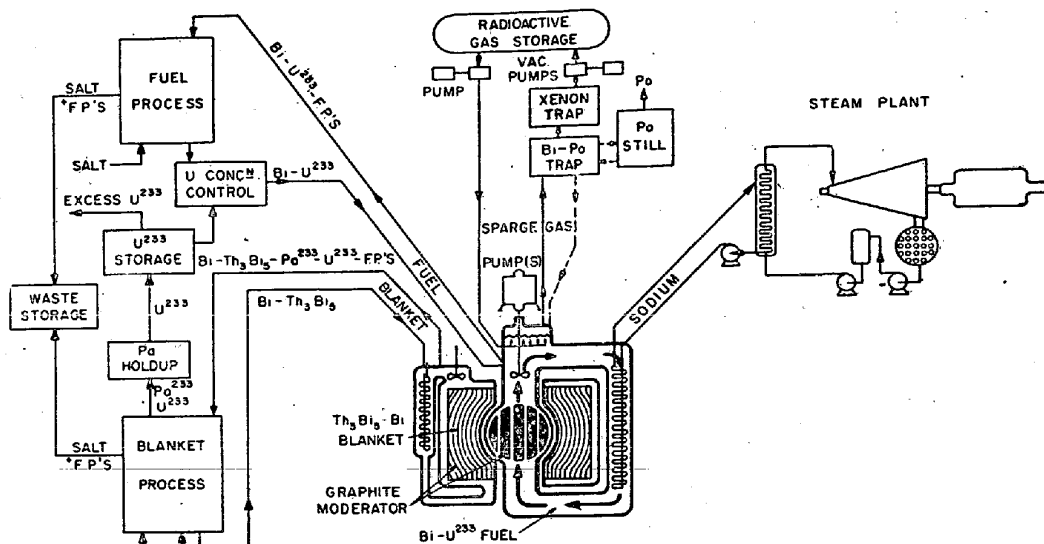 RADIOACTIVE
GAS STORAGE
FUEL
PROCESS
SALT
+F P'S
SALT
Bi-U²³³-F.P.'S
PUMP
VAC.
PUMPS
XENON
TRAP
Po
Po
STILL
Bi-Po
TRAP
STEAM PLANT
U CONCN
CONTROL
Bi-U²³³
EXCESS U²³³
U²³³
STORAGE
Bi-Th₃Bi₅-Pa²³³-U²³³-F.P.'S
Bi-Th₃Bi₅
FUEL
BLANKET
SPARGE GAS
PUMP(S)
SODIUM
WASTE
STORAGE
U²³³
Pa
HOLDUP
Pa²³³
U²³³
SALT
+F P'S
BLANKET
PROCESS
Th₃Bi₅-Bi
BLANKET
GRAPHITE
MODERATOR
Bi-U²³³ FUEL